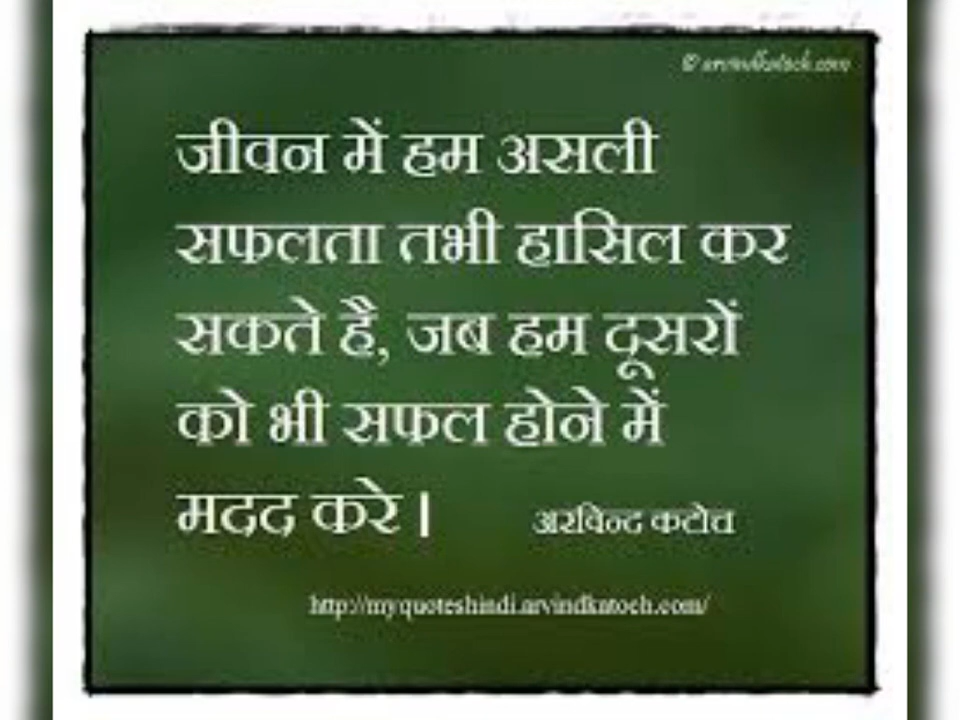 © arvindkatoch.com
जीवन में हम असली
सफलता तभी हासिल कर
सकते है, जब हम दूसरों
को भी सफल होने में
मदद करे।
अरविन्द कटोच
http://myquoteshindi.arvindkatoch.com/